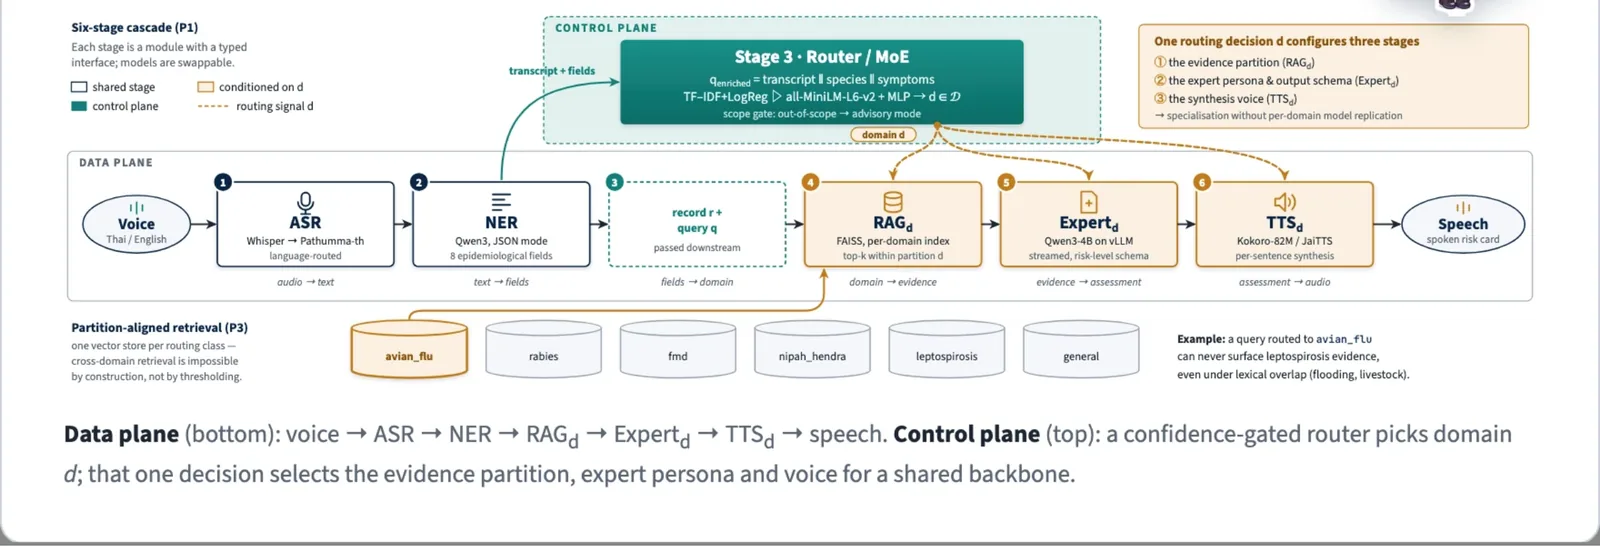 Six-stage cascade (P1)
Each stage is a module with a typed
interface; models are swappable.
shared stage
conditioned on d
control plane
routing signal d
CONTROL PLANE
transcript + fields
Stage 3 · Router / MoE
q_enriched = transcript ∥ species ∥ symptoms
TF–IDF+LogReg ▷ all-MiniLM-L6-v2 + MLP → d ∈ 𝒟
scope gate: out-of-scope → advisory mode
domain d
One routing decision d configures three stages
① the evidence partition (RAG_d)
② the expert persona & output schema (Expert_d)
③ the synthesis voice (TTS_d)
→ specialisation without per-domain model replication
DATA PLANE
Voice
Thai / English
1
ASR
Whisper → Pathumma-th
language-routed
audio → text
2
NER
Qwen3, JSON mode
8 epidemiological fields
text → fields
3
record r +
query q
passed downstream
fields → domain
4
RAG_d
FAISS, per-domain index
top-k within partition d
domain → evidence
5
Expert_d
Qwen3-4B on vLLM
streamed, risk-level schema
evidence → assessment
6
TTS_d
Kokoro-82M / JaiTTS
per-sentence synthesis
assessment → audio
Speech
spoken risk card
Partition-aligned retrieval (P3)
one vector store per routing class —
cross-domain retrieval is impossible
by construction, not by thresholding.
avian_flu
rabies
fmd
nipah_hendra
leptospirosis
general
Example: a query routed to avian_flu
can never surface leptospirosis evidence,
even under lexical overlap (flooding, livestock).
Data plane (bottom): voice → ASR → NER → RAG_d → Expert_d → TTS_d → speech. Control plane (top): a confidence-gated router picks domain
d; that one decision selects the evidence partition, expert persona and voice for a shared backbone.